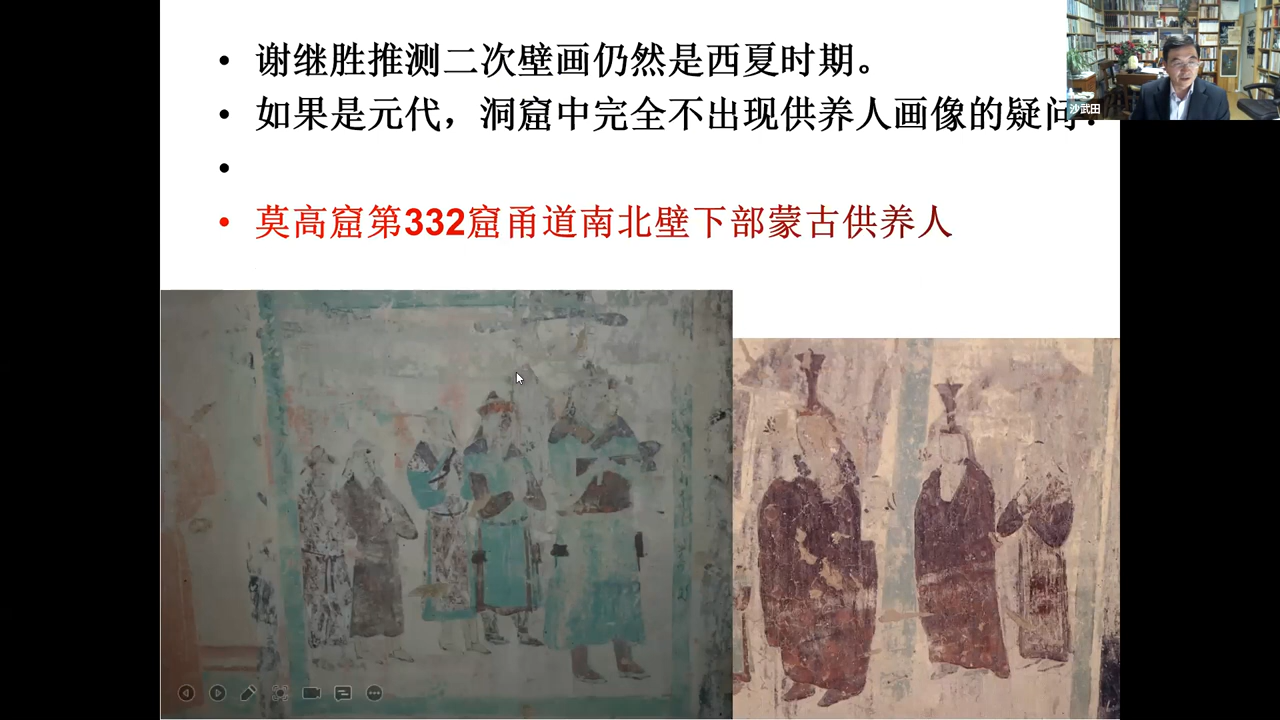 • 谢继胜推测二次壁画仍然是西夏时期。
• 如果是元代，洞窟中完全不出现供养人画像的疑问？
•
• 莫高窟第332窟甬道南北壁下部蒙古供养人
沙武田